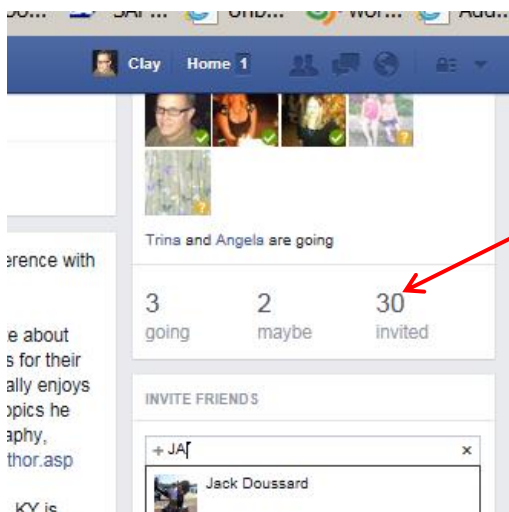 Clay Home 1
Trina and Angela are going
3 going
2 maybe
30 invited
erence with
e about
s for their
ally enjoys
opics he
aphy,
thor.asp
KY is
INVITE FRIENDS
+ JA x
Jack Doussard